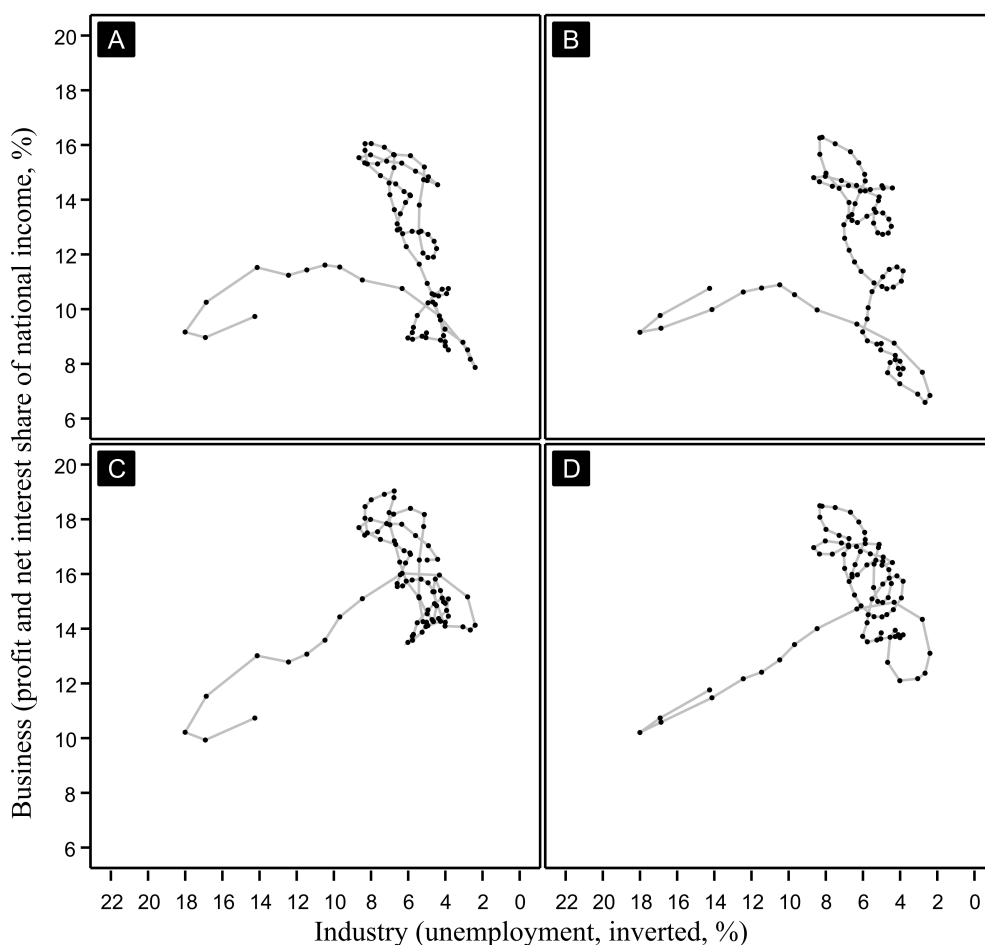 A
B
20
18
16
14
12
10
8
6
C
D
20
18
16
14
12
10
8
6
22 20 18 16 14 12 10 8 6 4 2 0
22 20 18 16 14 12 10 8 6 4 2 0
Industry (unemployment, inverted, %)
Business (profit and net interest share of national income, %)